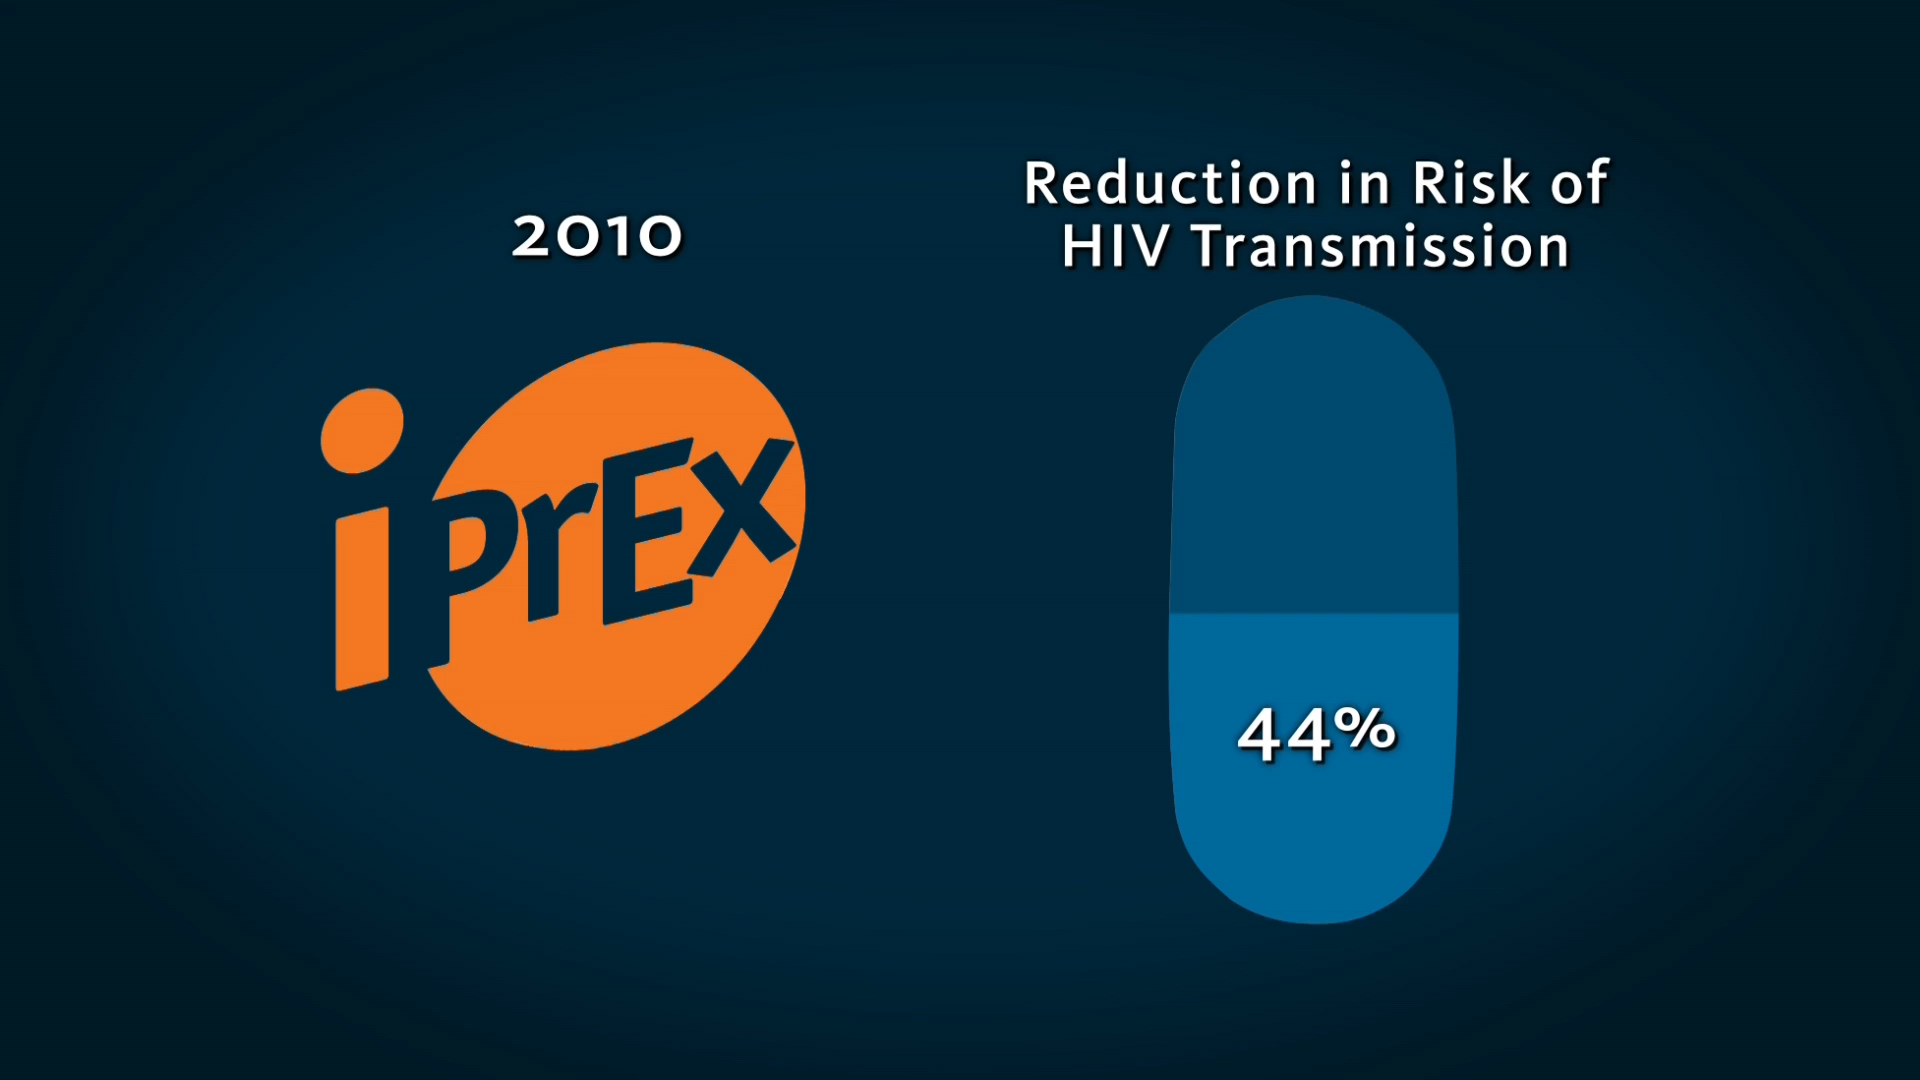 2010
iPrEx
Reduction in Risk of
HIV Transmission
44%